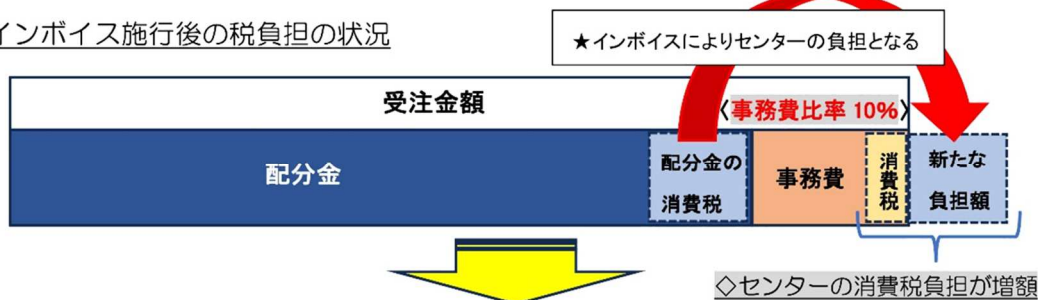 インボイス施行後の税負担の状況
★インボイスによりセンターの負担となる
受注金額
〈事務費比率 10%〉
配分金
配分金の
消費税
事務費
消費税
新たな
負担額
◇センターの消費税負担が増額